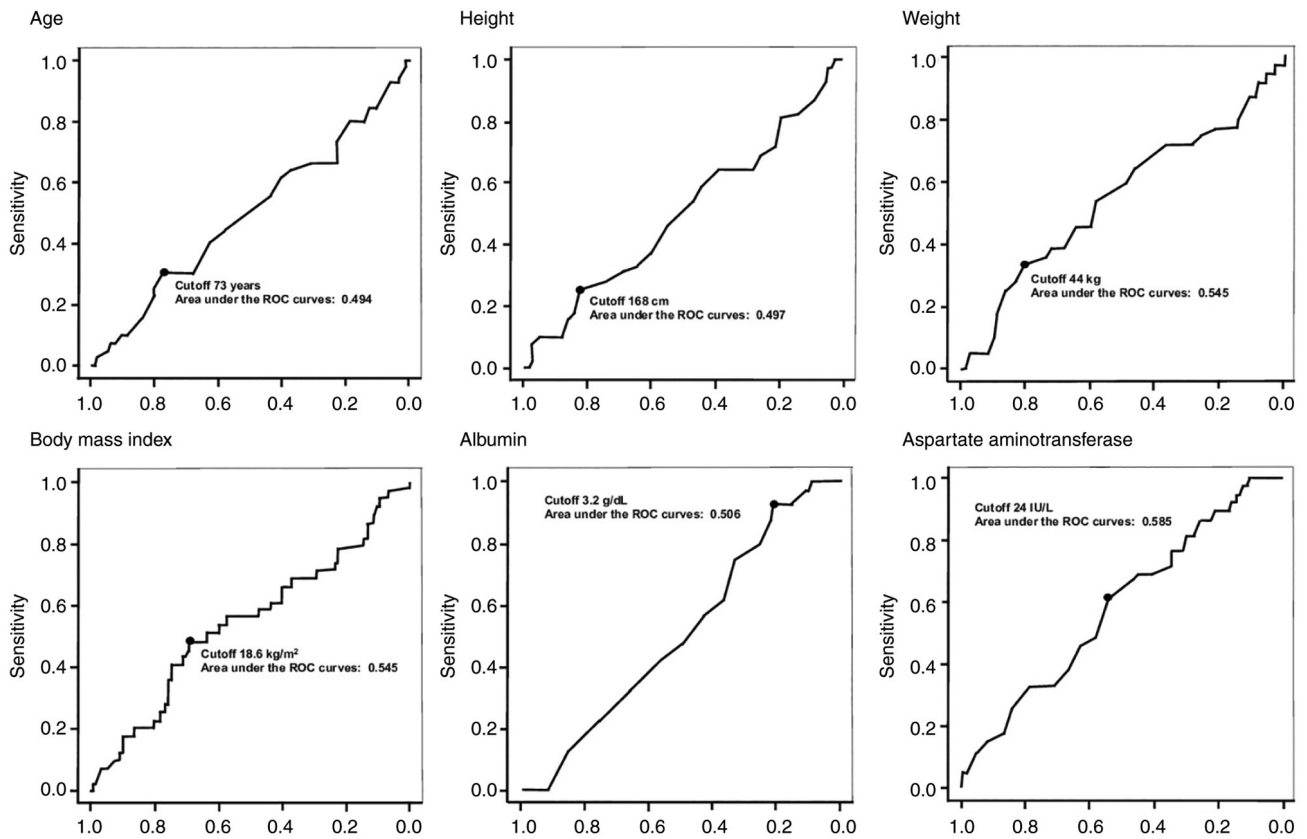 Age
Height
Weight
Sensitivity
1.0
0.8
0.6
0.4
0.2
0.0
Cutoff 73 years
Area under the ROC curves: 0.494
1.0 0.8 0.6 0.4 0.2 0.0
Sensitivity
1.0
0.8
0.6
0.4
0.2
0.0
Cutoff 168 cm
Area under the ROC curves: 0.497
1.0 0.8 0.6 0.4 0.2 0.0
Sensitivity
1.0
0.8
0.6
0.4
0.2
0.0
Cutoff 44 kg
Area under the ROC curves: 0.545
1.0 0.8 0.6 0.4 0.2 0.0
Body mass index
Albumin
Aspartate aminotransferase
Sensitivity
1.0
0.8
0.6
0.4
0.2
0.0
Cutoff 18.6 kg/m²
Area under the ROC curves: 0.545
1.0 0.8 0.6 0.4 0.2 0.0
Sensitivity
1.0
0.8
0.6
0.4
0.2
0.0
Cutoff 3.2 g/dL
Area under the ROC curves: 0.506
1.0 0.8 0.6 0.4 0.2 0.0
Sensitivity
1.0
0.8
0.6
0.4
0.2
0.0
Cutoff 24 IU/L
Area under the ROC curves: 0.585
1.0 0.8 0.6 0.4 0.2 0.0